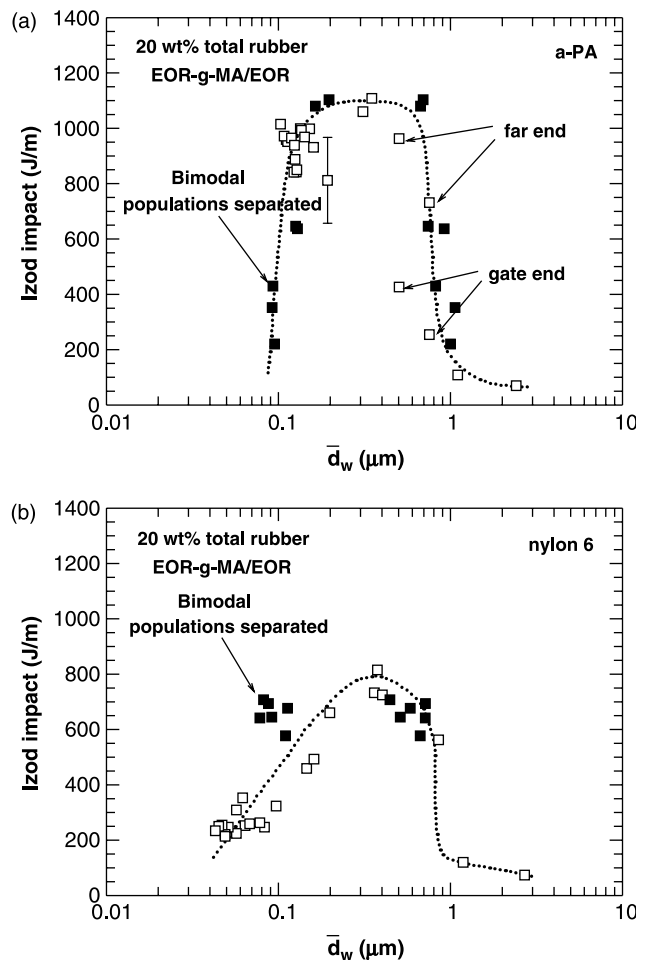 (a)
1400
20 wt% total rubber
a-PA
EOR-g-MA/EOR
1200
1000
far end
800
Bimodal
populations separated
600
gate end
400
200
0
0.01
0.1
1
10
Izod impact (J/m)
d̅w (μm)
(b)
1400
20 wt% total rubber
nylon 6
EOR-g-MA/EOR
1200
Bimodal
populations separated
1000
800
600
400
200
0
0.01
0.1
1
10
Izod impact (J/m)
d̅w (μm)